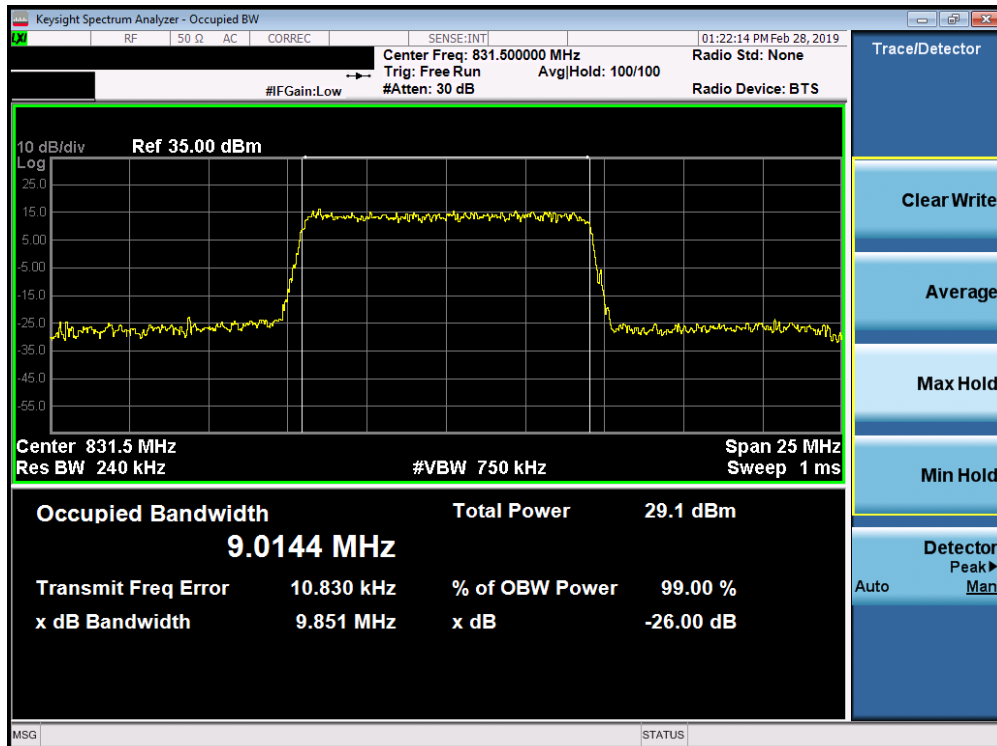 Keysight Spectrum Analyzer - Occupied BW
LXI RF 50 Ω AC CORREC SENSE:INT 01:22:14 PM Feb 28, 2019
Center Freq: 831.500000 MHz Radio Std: None
Trig: Free Run Avg|Hold: 100/100
#IFGain:Low #Atten: 30 dB Radio Device: BTS
10 dB/div Ref 35.00 dBm
Log
25.0
15.0
5.00
-5.00
-15.0
-25.0
-35.0
-45.0
-55.0
Center 831.5 MHz Span 25 MHz
Res BW 240 kHz #VBW 750 kHz Sweep 1 ms
Occupied Bandwidth Total Power 29.1 dBm
9.0144 MHz
Transmit Freq Error 10.830 kHz % of OBW Power 99.00 %
x dB Bandwidth 9.851 MHz x dB -26.00 dB
MSG STATUS
Trace/Detector
Clear Write
Average
Max Hold
Min Hold
Detector
Peak▶
Auto Man